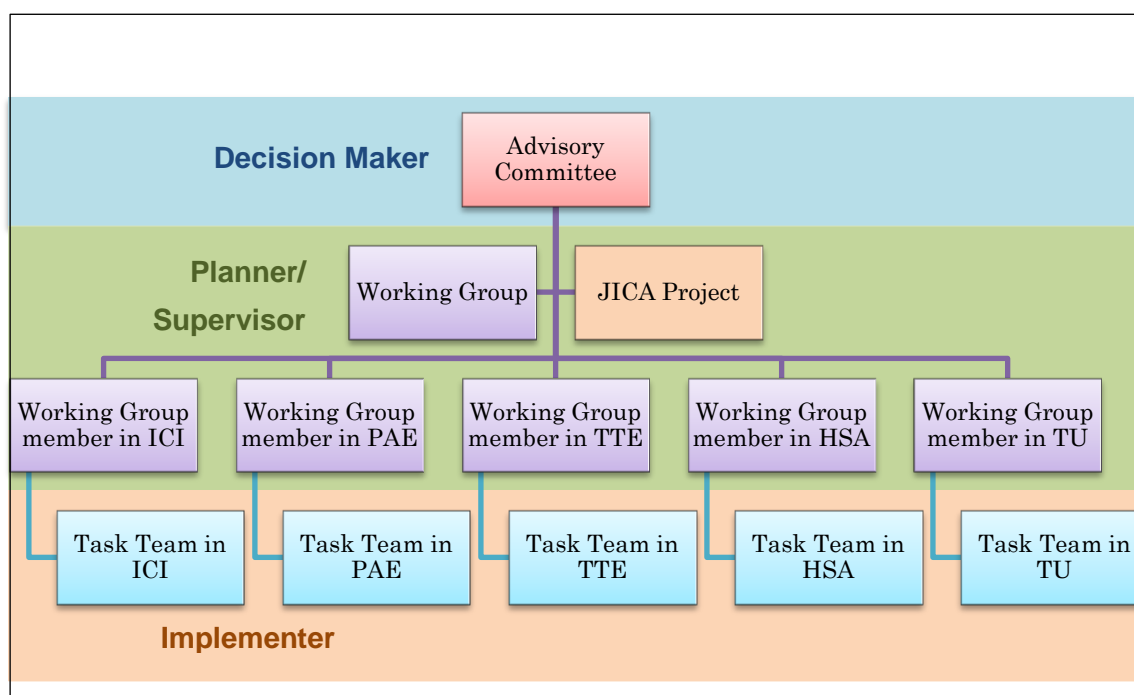 Decision Maker
Advisory
Committee
Planner/
Supervisor
Working Group
JICA Project
Working Group
member in ICI
Working Group
member in PAE
Working Group
member in TTE
Working Group
member in HSA
Working Group
member in TU
Task Team in
ICI
Task Team in
PAE
Task Team in
TTE
Task Team in
HSA
Task Team in
TU
Implementer